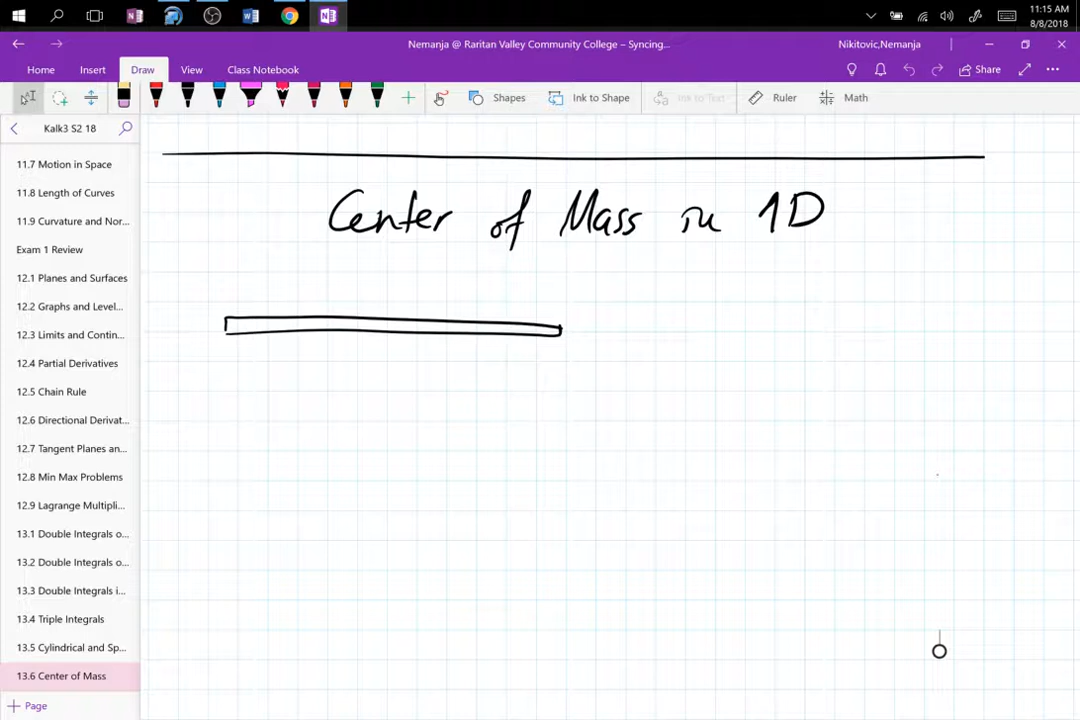 11:15 AM
8/8/2018
Nemanja @ Raritan Valley Community College – Syncing...
Nikitovic,Nemanja
Home Insert Draw View Class Notebook
Share
Shapes Ink to Shape Ink to Text Ruler Math
Kalk3 S2 18
11.7 Motion in Space
11.8 Length of Curves
11.9 Curvature and Nor...
Exam 1 Review
12.1 Planes and Surfaces
12.2 Graphs and Level...
12.3 Limits and Contin...
12.4 Partial Derivatives
12.5 Chain Rule
12.6 Directional Derivat...
12.7 Tangent Planes an...
12.8 Min Max Problems
12.9 Lagrange Multipli...
13.1 Double Integrals o...
13.2 Double Integrals o...
13.3 Double Integrals i...
13.4 Triple Integrals
13.5 Cylindrical and Sp...
13.6 Center of Mass
Page
Center of Mass in 1D